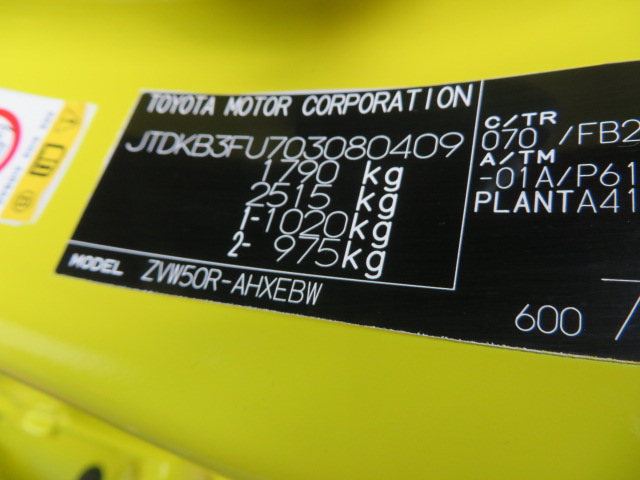 TOYOTA MOTOR CORPORATION
JTDKB3FU703080409
1790 kg
2515 kg
1-1020kg
2- 975kg
MODEL ZVW50R-AHXEBW
C/TR
070 /FB2
A/TM
-01A/P61
PLANTA41
600 /